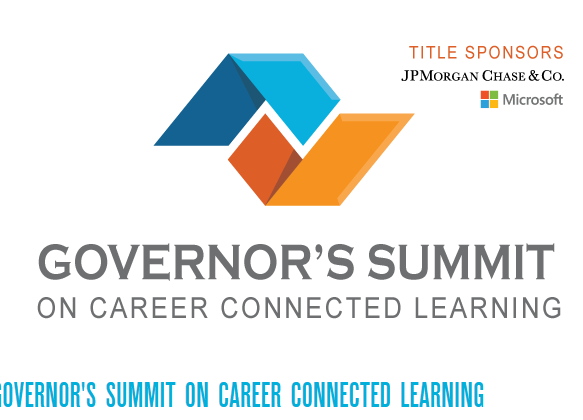 TITLE SPONSORS
JPMORGAN CHASE & CO.
Microsoft
GOVERNOR'S SUMMIT
ON CAREER CONNECTED LEARNING
GOVERNOR'S SUMMIT ON CAREER CONNECTED LEARNING